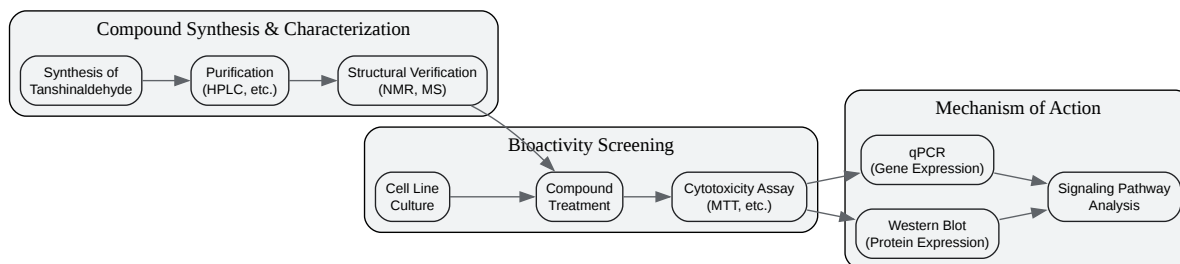 Compound Synthesis & Characterization
Synthesis of
Tanshinaldehyde
Purification
(HPLC, etc.)
Structural Verification
(NMR, MS)
Bioactivity Screening
Cell Line
Culture
Compound
Treatment
Cytotoxicity Assay
(MTT, etc.)
Mechanism of Action
qPCR
(Gene Expression)
Western Blot
(Protein Expression)
Signaling Pathway
Analysis